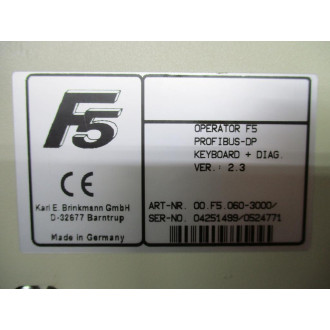 F5
CE
Karl E. Brinkmann GmbH
D-32677 Barntrup
Made in Germany
OPERATOR F5
PROFIBUS-DP
KEYBOARD + DIAG.
VER.: 2.3
ART-NR. 00.F5.060-3000/
SER-NO. 04251499/0524771